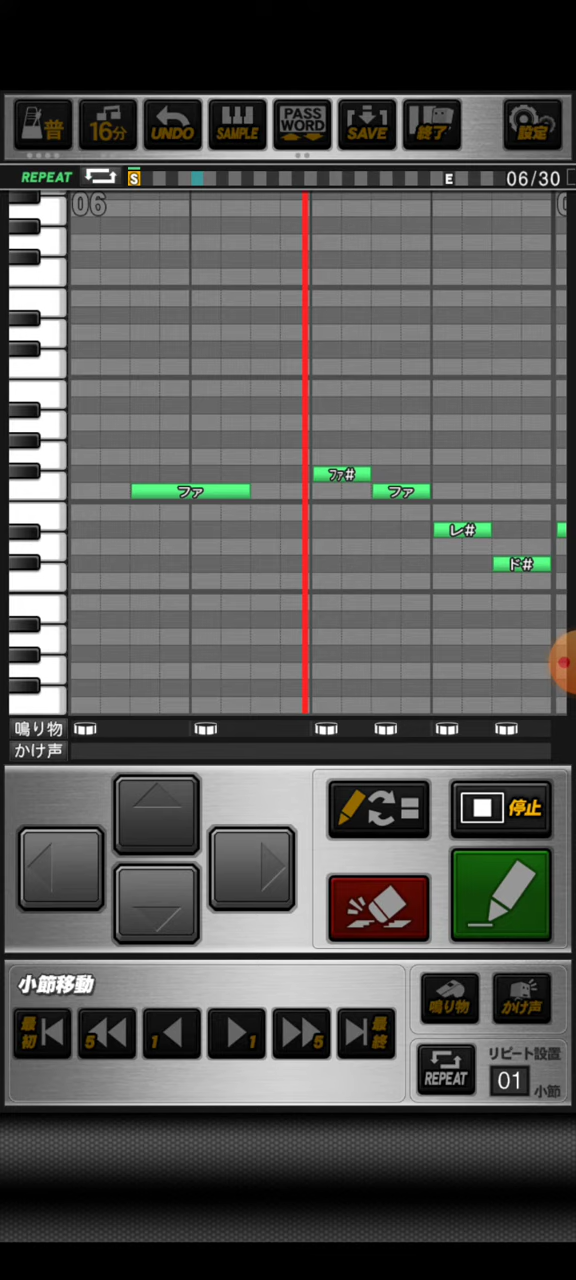 普 16分 UNDO SAMPLE PASS WORD SAVE 終了 設定
REPEAT S E 06/30
06
ファ# 
ファ ファ
レ#
ド#
鳴り物
かけ声
停止
小節移動
最初 5 1 1 5 最終
鳴り物 かけ声
REPEAT リピート設置
01 小節